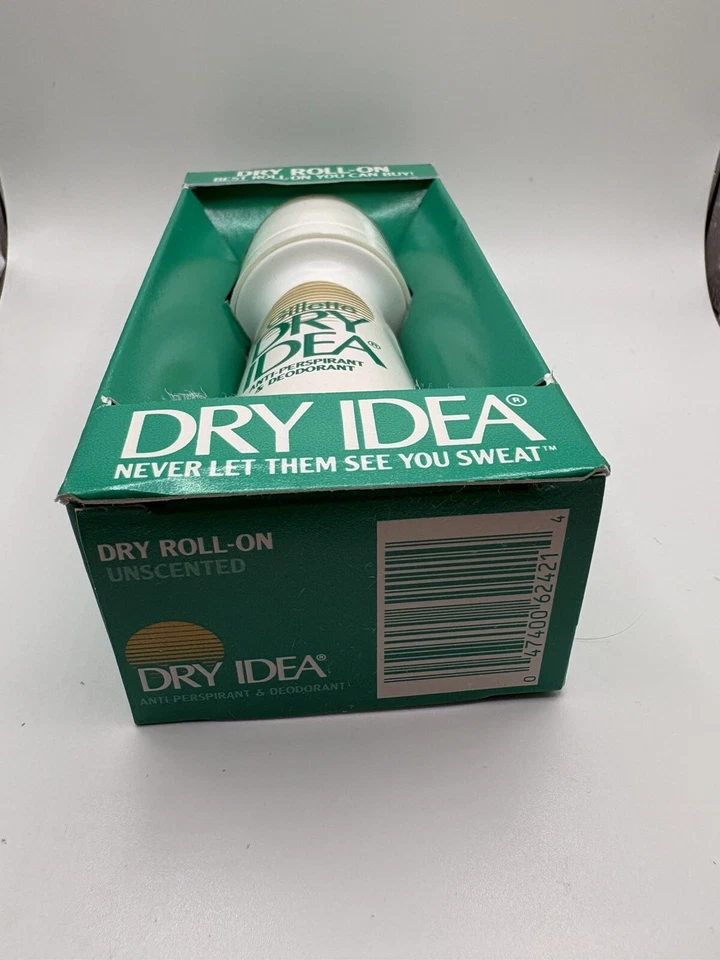 DRY ROLL-ON
BEST ROLL-ON YOU CAN BUY!
Gillette
DRY
IDEA®
ANTI-PERSPIRANT
& DEODORANT
DRY IDEA®
NEVER LET THEM SEE YOU SWEAT™
DRY ROLL-ON
UNSCENTED
DRY IDEA®
ANTI-PERSPIRANT & DEODORANT
0 47400 62421 4